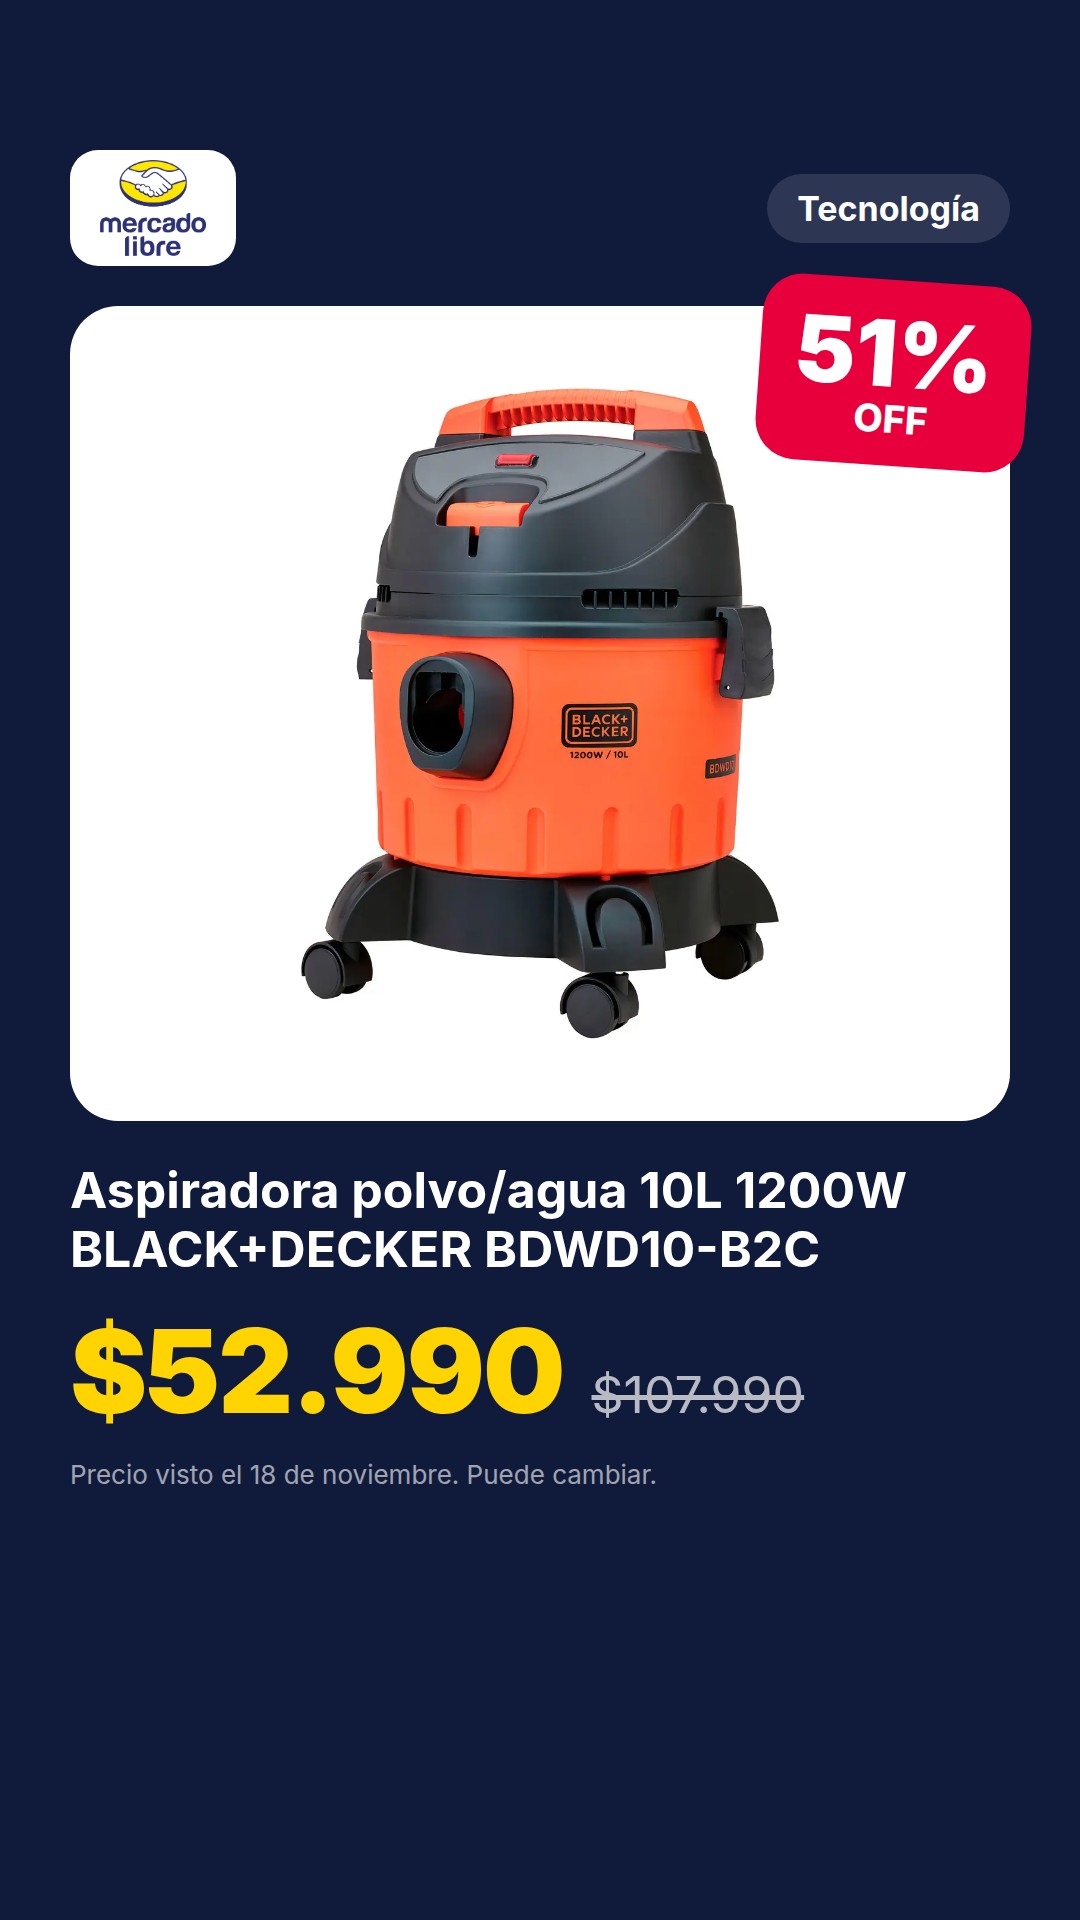 mercado
libre
Tecnología
51%
OFF
BLACK+
DECKER
1200W / 10L
BDWD10
Aspiradora polvo/agua 10L 1200W
BLACK+DECKER BDWD10-B2C
$52.990 $107.990
Precio visto el 18 de noviembre. Puede cambiar.